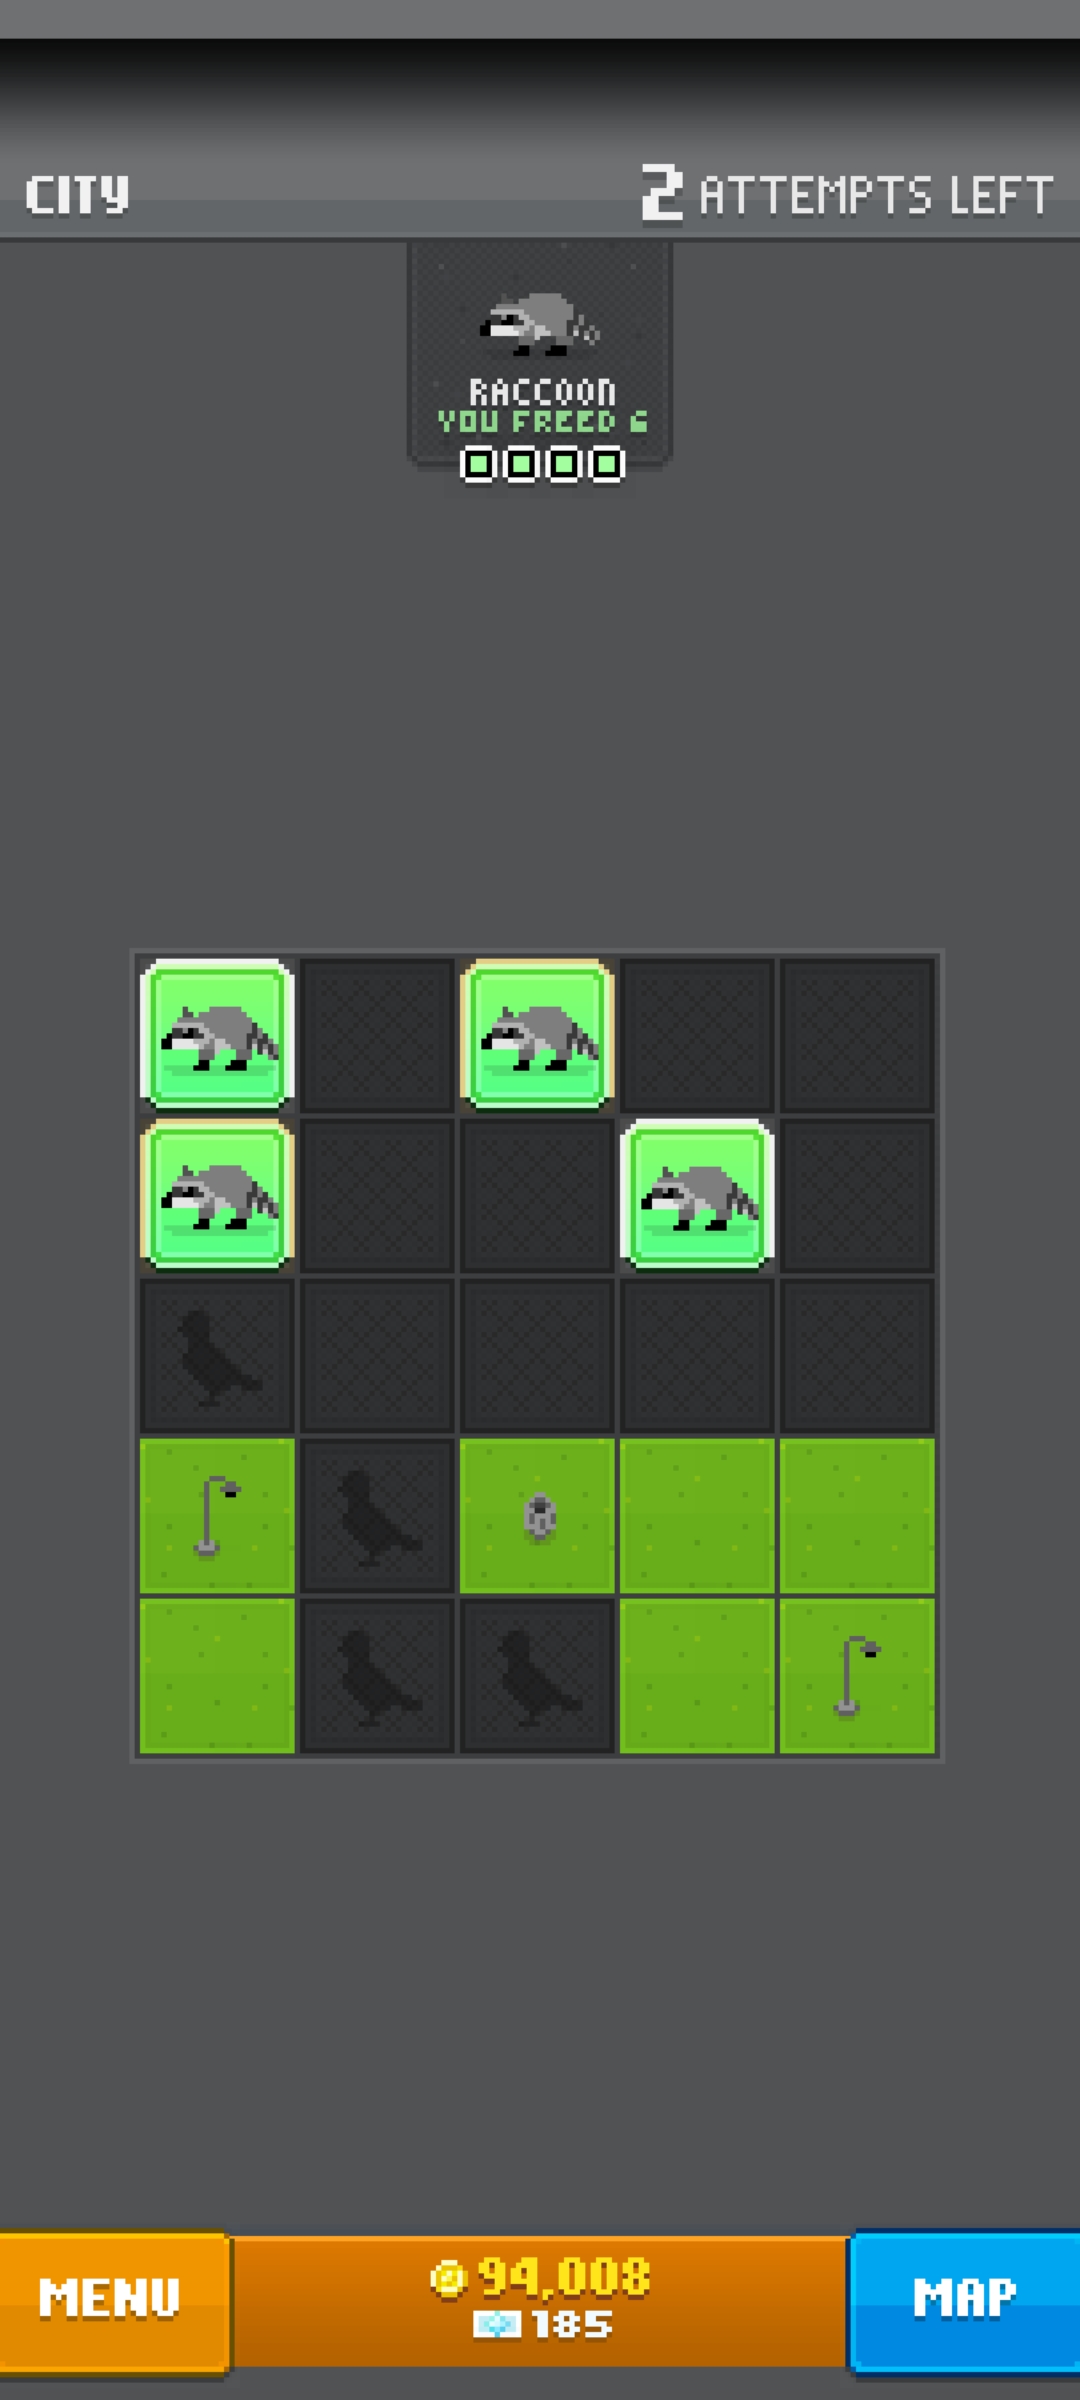 CITY
2 ATTEMPTS LEFT
RACCOON
YOU FREED 6
94,008
185
MENU
MAP